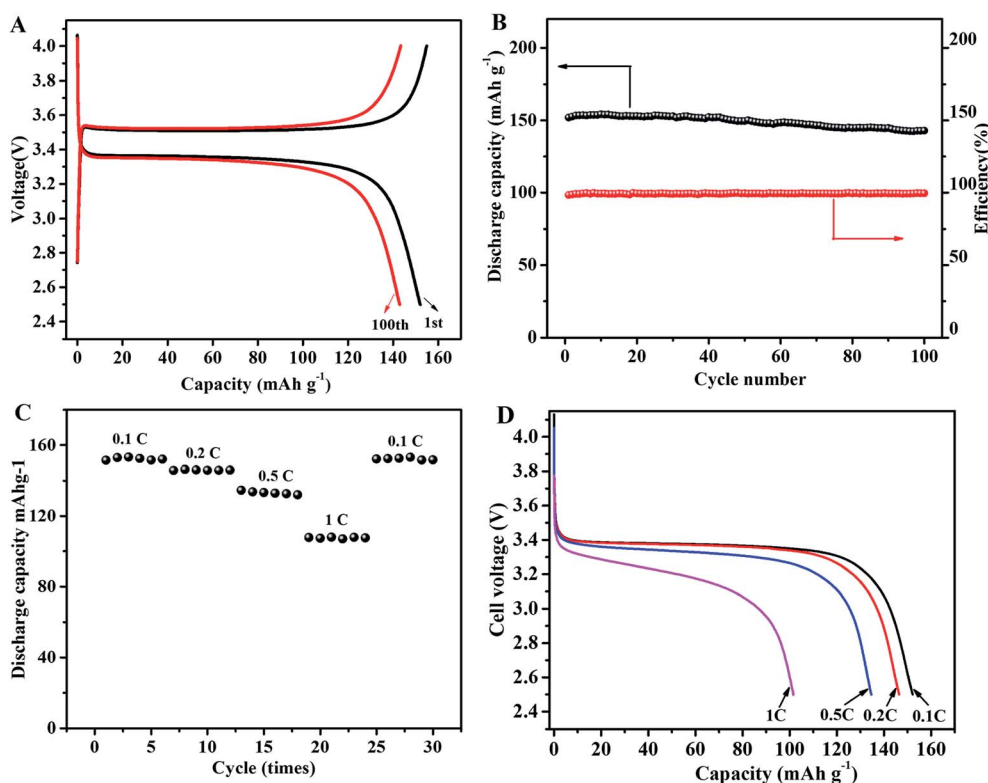 A
4.0
3.8
3.6
3.4
3.2
3.0
2.8
2.6
2.4
Voltage(V)
100th
1st
0 20 40 60 80 100 120 140 160
Capacity (mAh g-1)
B
200
150
100
50
0
Discharge capacity (mAh g-1)
200
150
100
50
0
Efficiency(%)
0 20 40 60 80 100
Cycle number
C
160
120
80
40
0
Discharge capacity mAhg-1
0.1 C
0.2 C
0.5 C
1 C
0.1 C
0 5 10 15 20 25 30
Cycle (times)
D
4.0
3.8
3.6
3.4
3.2
3.0
2.8
2.6
2.4
Cell voltage (V)
1C
0.5C
0.2C
0.1C
0 20 40 60 80 100 120 140 160
Capacity (mAh g-1)